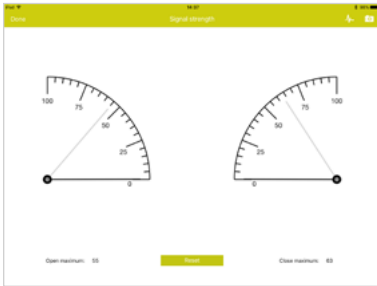 iPad 14:37
Done Signal strength
100 75 50 25 0
100 75 50 25 0
Open maximum: 55 Reset Close maximum: 63